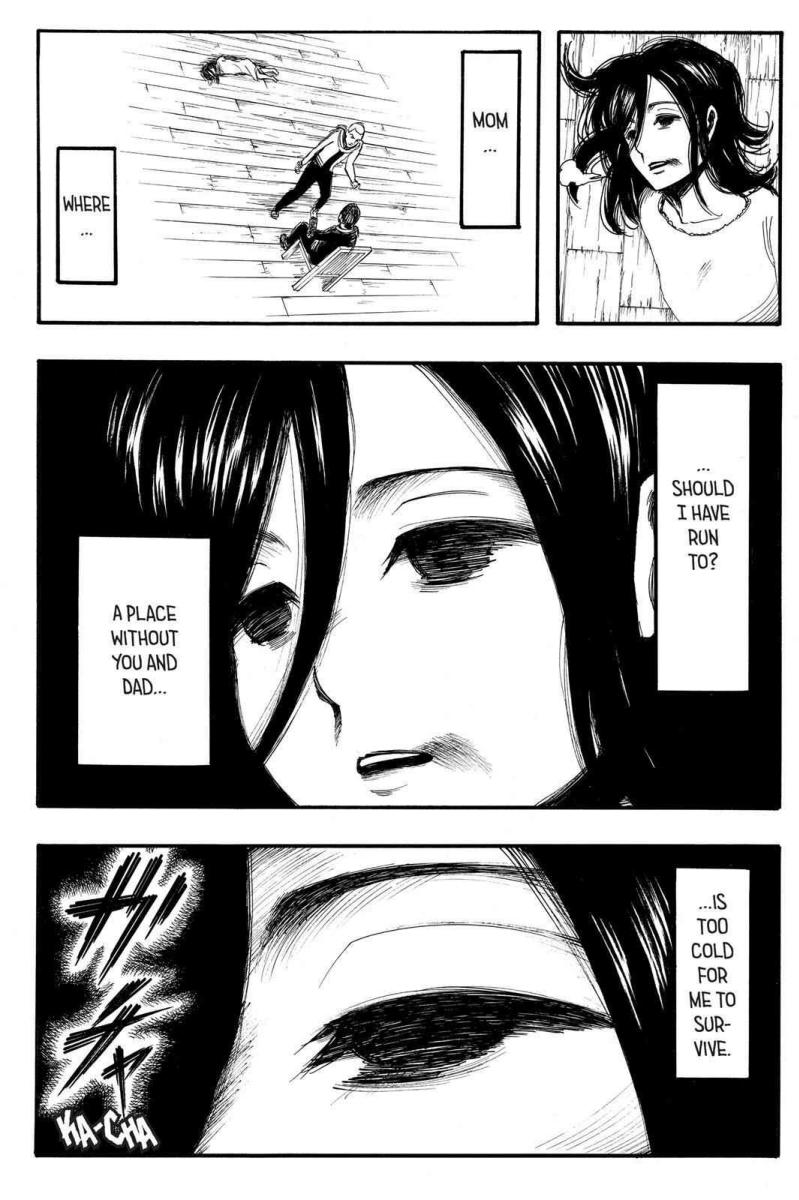 MOM
...
WHERE
...
...
SHOULD
I HAVE
RUN
TO?
A PLACE
WITHOUT
YOU AND
DAD...
...IS
TOO
COLD
FOR
ME TO
SUR-
VIVE.
ガチャ
KA-CHA